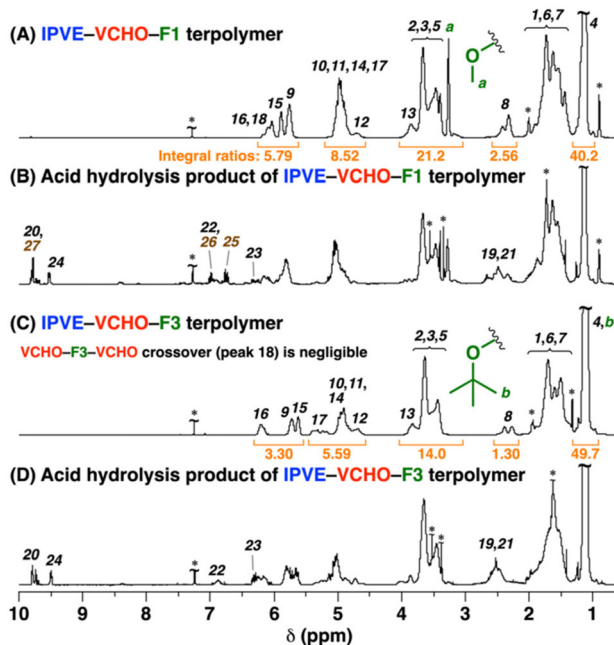 (A) IPVE–VCHO–F1 terpolymer
2, 3, 5
a
O
a
1, 6, 7
4
10, 11, 14, 17
9
15
16, 18
12
13
8
*
*
*
Integral ratios: 5.79
8.52
21.2
2.56
40.2
(B) Acid hydrolysis product of IPVE–VCHO–F1 terpolymer
20,
27
24
*
22,
26
25
23
*
*
19, 21
*
*
(C) IPVE–VCHO–F3 terpolymer
VCHO–F3–VCHO crossover (peak 18) is negligible
2, 3, 5
O
b
1, 6, 7
4, b
10, 11,
14
9
15
16
17
12
13
8
*
*
*
3.30
5.59
14.0
1.30
49.7
(D) Acid hydrolysis product of IPVE–VCHO–F3 terpolymer
20
24
*
22
23
*
*
19, 21
*
10 9 8 7 6 5 4 3 2 1
δ (ppm)